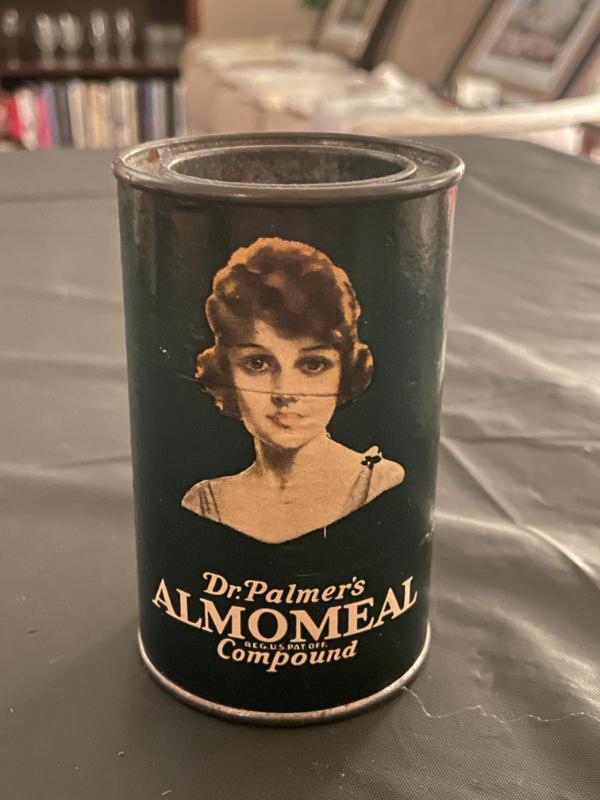 Dr. Palmer's
ALMOMEAL
REG. U.S. PAT. OFF.
Compound